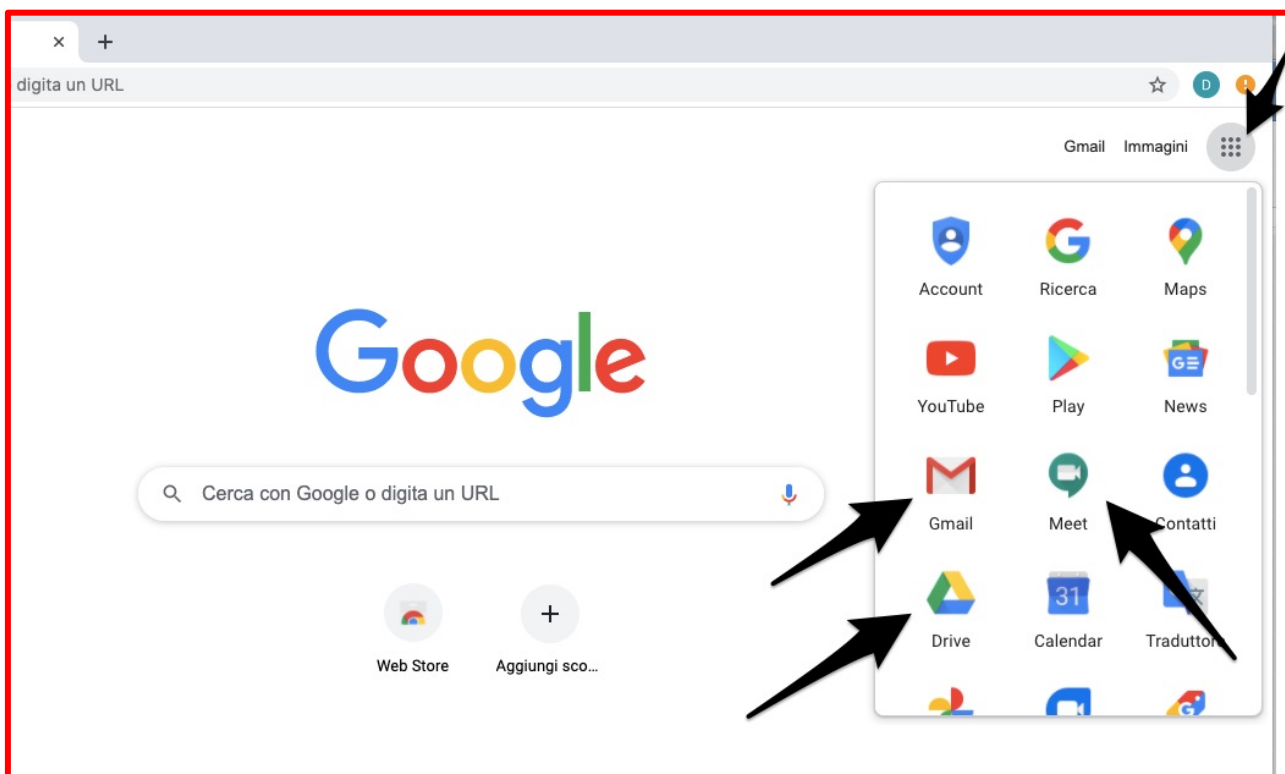 digita un URL
D
Gmail Immagini
Account Ricerca Maps
Google
YouTube Play News
Cerca con Google o digita un URL
Gmail Meet Contatti
31
Drive Calendar Traduttore
Web Store Aggiungi sco...